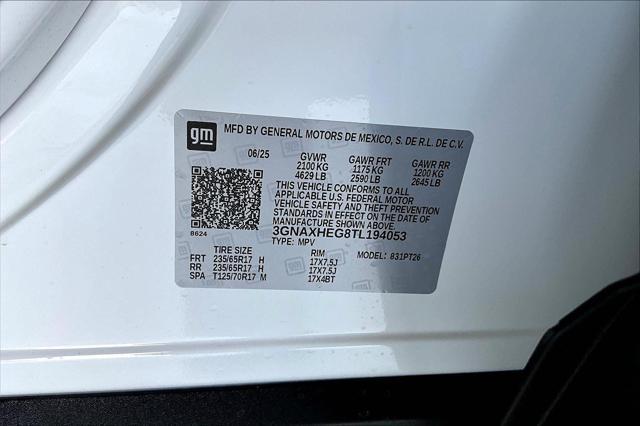 gm
MFD BY GENERAL MOTORS DE MEXICO, S. DE R.L. DE C.V.
06/25 GVWR GAWR FRT GAWR RR
2100 KG 1175 KG 1200 KG
4629 LB 2590 LB 2645 LB
THIS VEHICLE CONFORMS TO ALL
APPLICABLE U.S. FEDERAL MOTOR
VEHICLE SAFETY AND THEFT PREVENTION
STANDARDS IN EFFECT ON THE DATE OF
MANUFACTURE SHOWN ABOVE.
3GNAXHEG8TL194053
8624 TYPE: MPV MODEL: 831PT26
TIRE SIZE RIM
FRT 235/65R17 H 17X7.5J
RR 235/65R17 H 17X7.5J
SPA T125/70R17 M 17X4BT